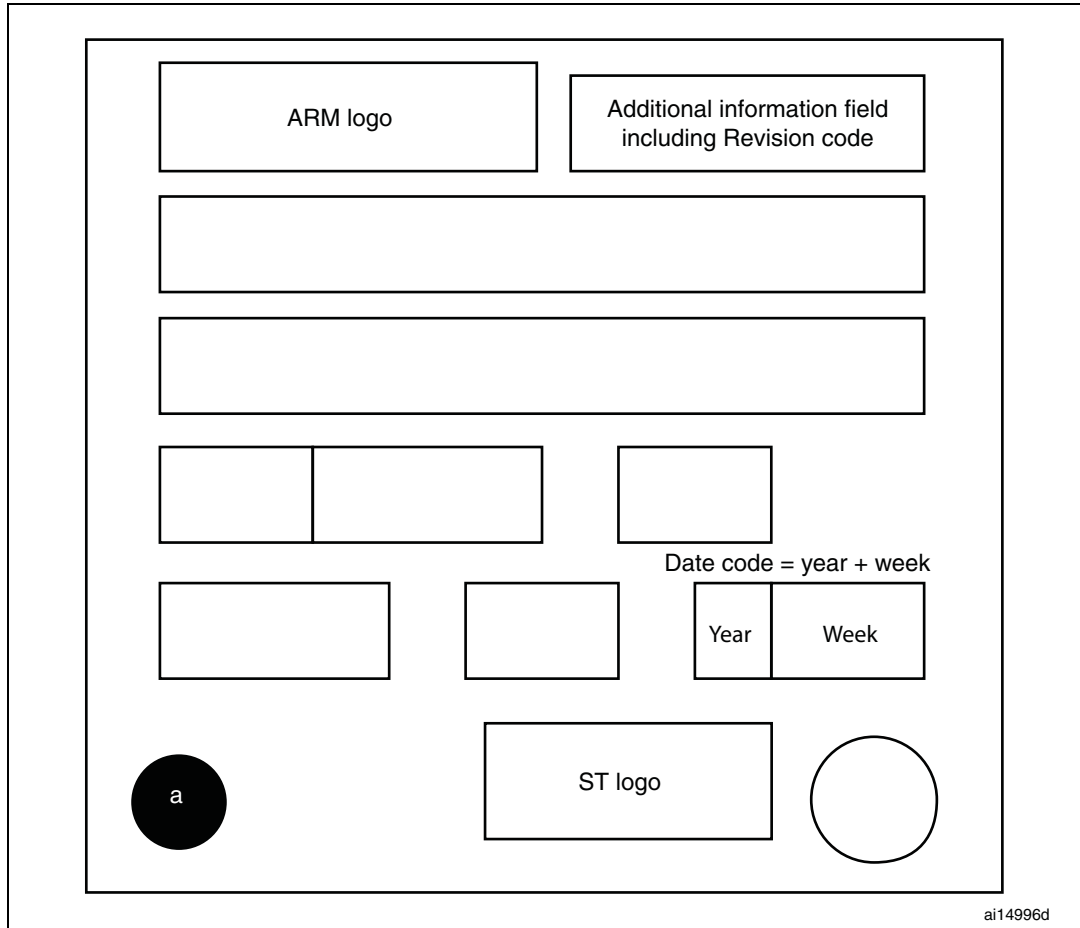 ARM logo
Additional information field
including Revision code
Date code = year + week
Year
Week
a
ST logo
ai14996d